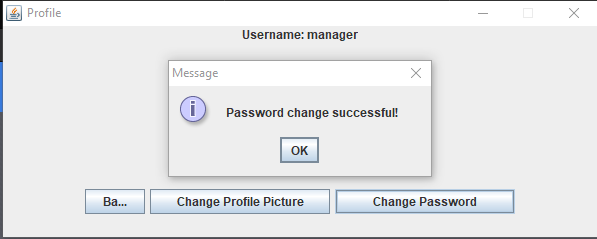 Profile
Username: manager
Message
Password change successful!
OK
Ba...
Change Profile Picture
Change Password